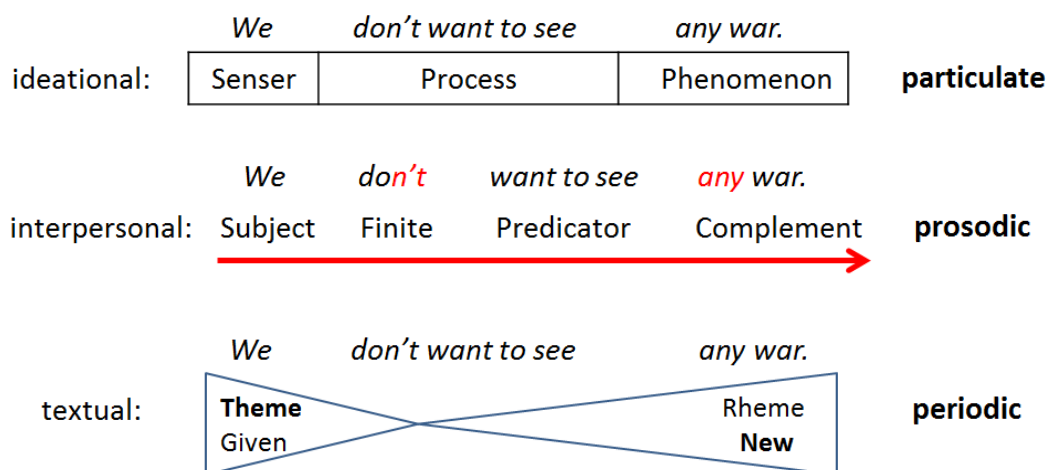 We don't want to see any war.
ideational: Senser Process Phenomenon particulate
We don't want to see any war.
interpersonal: Subject Finite Predicator Complement prosodic
We don't want to see any war.
textual: Theme Rheme periodic
Given New